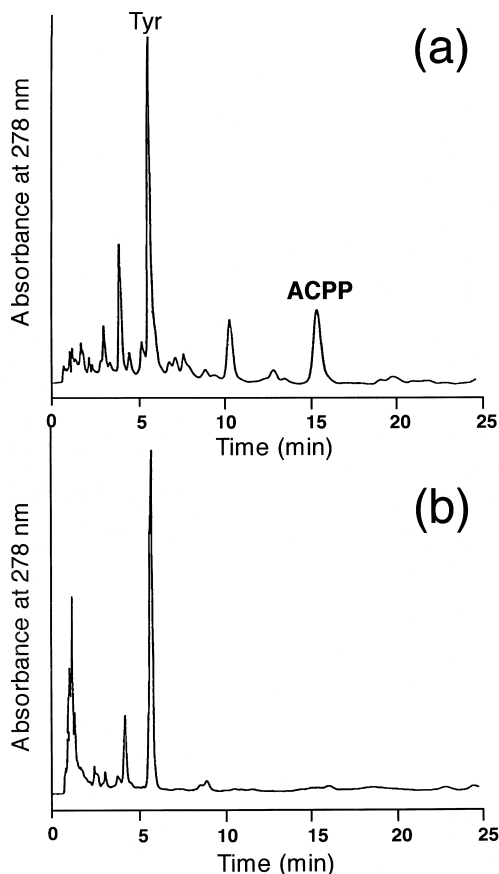 Tyr
(a)
Absorbance at 278 nm
ACPP
0 5 10 15 20 25
Time (min)
(b)
Absorbance at 278 nm
0 5 10 15 20 25
Time (min)